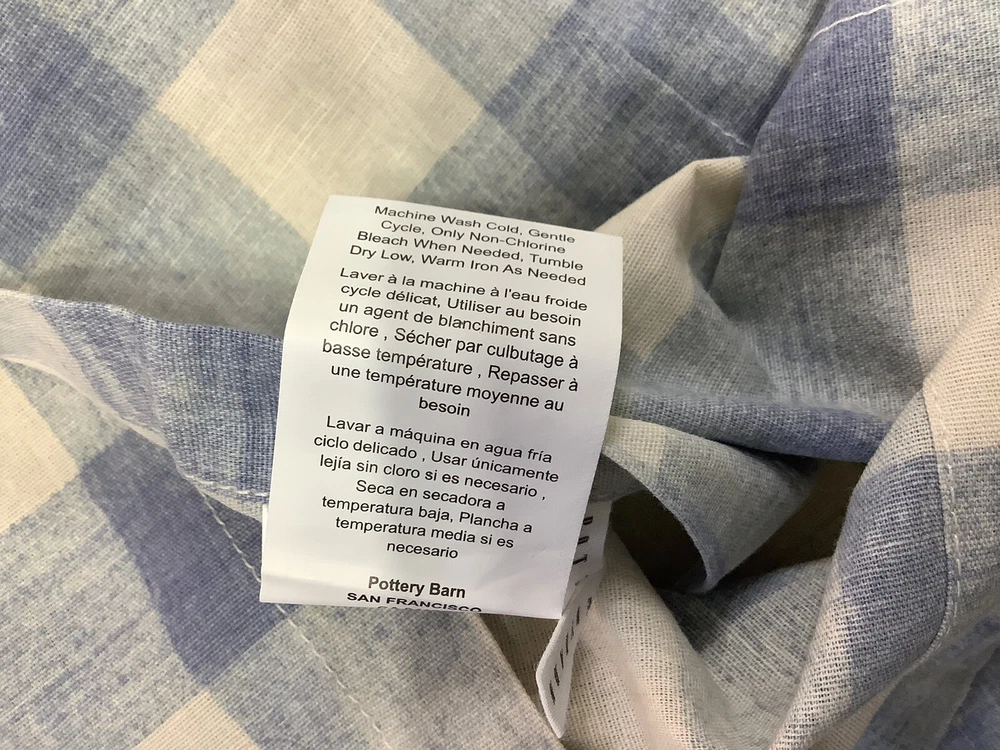 Machine Wash Cold, Gentle
Cycle, Only Non-Chlorine
Bleach When Needed, Tumble
Dry Low, Warm Iron As Needed
Laver à la machine à l'eau froide
cycle délicat, Utiliser au besoin
un agent de blanchiment sans
chlore , Sécher par culbutage à
basse température , Repasser à
une température moyenne au
besoin
Lavar a máquina en agua fría
ciclo delicado , Usar únicamente
lejía sin cloro si es necesario ,
Seca en secadora a
temperatura baja, Plancha a
temperatura media si es
necesario
Pottery Barn
SAN FRANCISCO